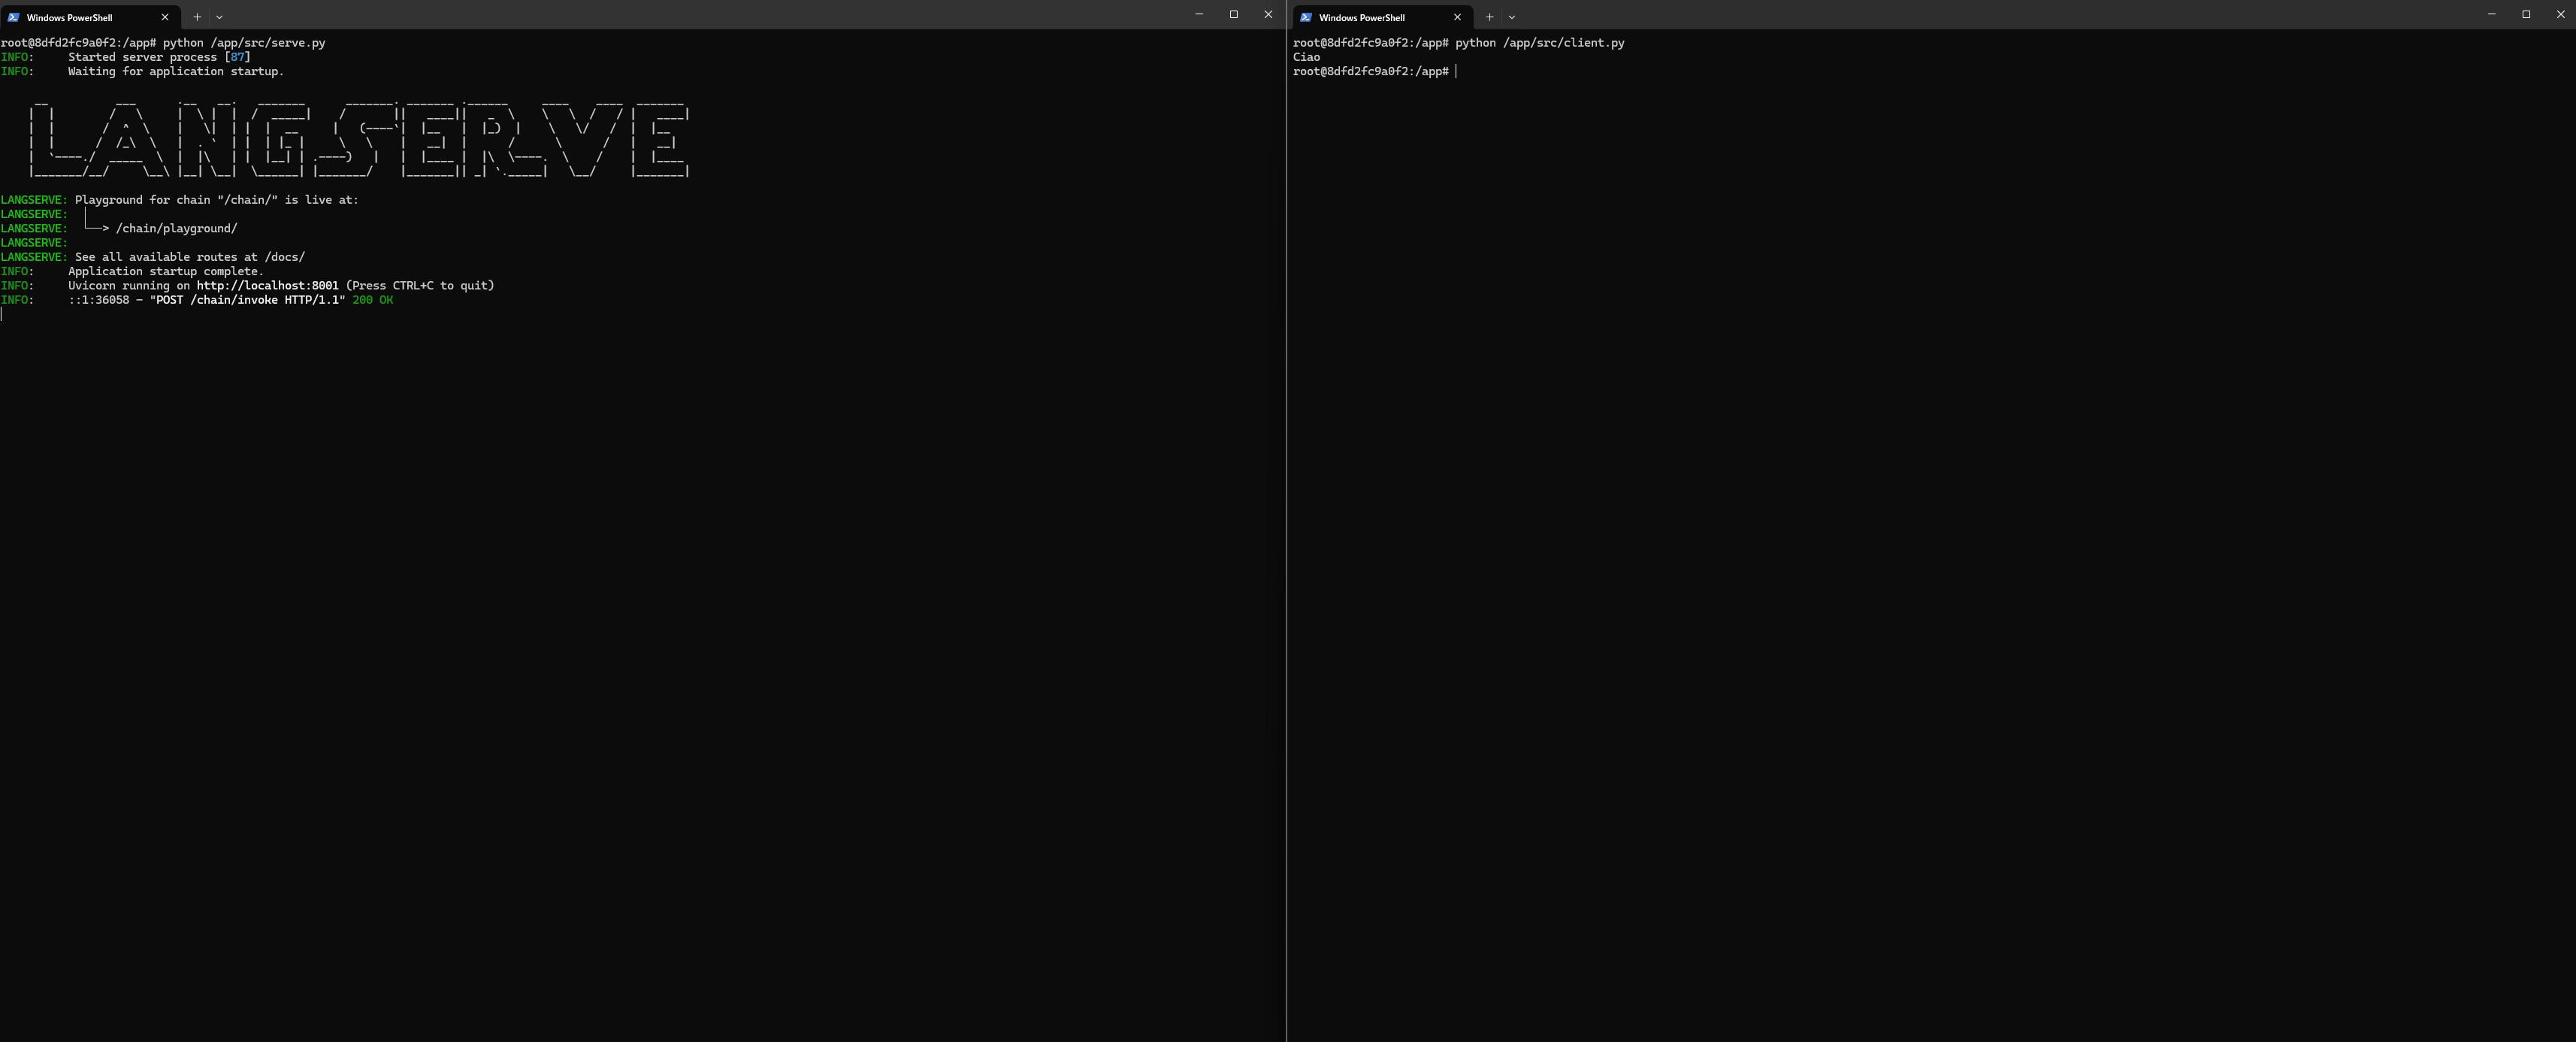 Windows PowerShell
root@8dfd2fc9a0f2:/app# python /app/src/serve.py
INFO:     Started server process [87]
INFO:     Waiting for application startup.
LANGSERVE
LANGSERVE: Playground for chain "/chain/" is live at:
LANGSERVE:  │
LANGSERVE:  └──> /chain/playground/
LANGSERVE:
LANGSERVE: See all available routes at /docs/
INFO:     Application startup complete.
INFO:     Uvicorn running on http://localhost:8001 (Press CTRL+C to quit)
INFO:     ::1:36058 - "POST /chain/invoke HTTP/1.1" 200 OK
Windows PowerShell
root@8dfd2fc9a0f2:/app# python /app/src/client.py
Ciao
root@8dfd2fc9a0f2:/app#